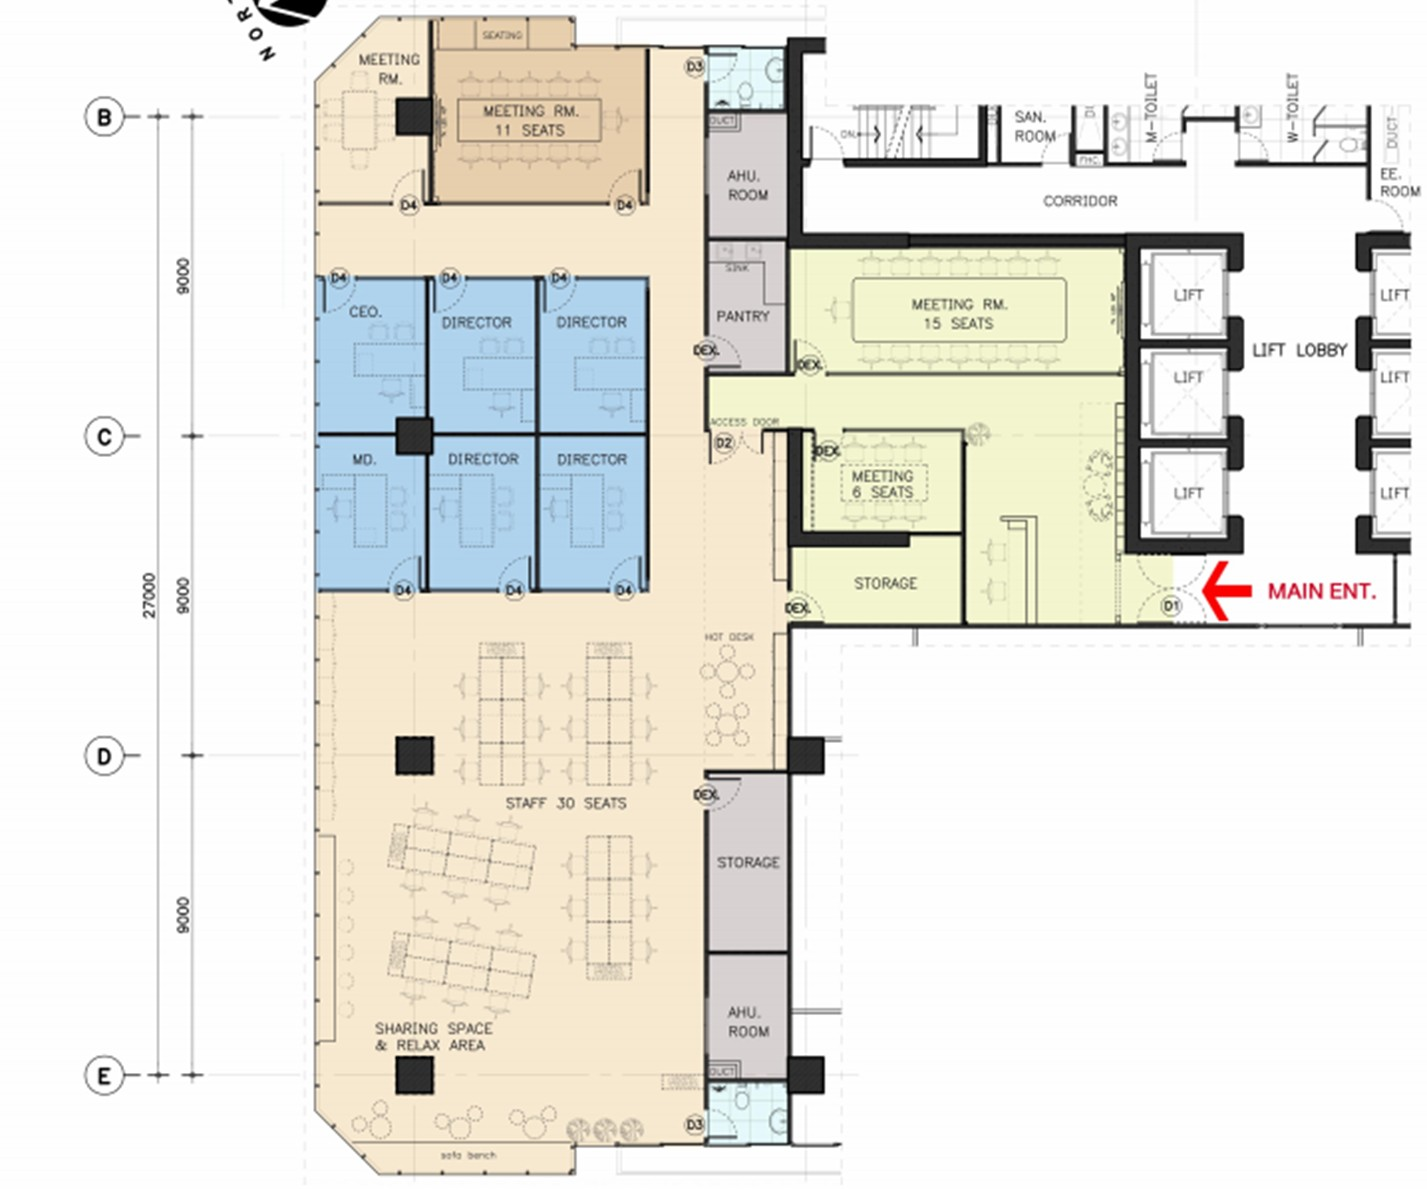 NORT
SEATING
MEETING
RM.
D3
B
MEETING RM.
11 SEATS
DUCT
DN.
SAN.
ROOM
M-TOILET
W-TOILET
DUCT
FHC.
EE.
ROOM
AHU.
ROOM
CORRIDOR
D4
D4
9000
D4
D4
D4
SINK
CEO.
DIRECTOR
DIRECTOR
PANTRY
MEETING RM.
15 SEATS
LIFT
LIFT
LIFT LOBBY
DEX.
DEX.
LIFT
LIFT
C
ACCESS DOOR
D2
DEX.
MD.
DIRECTOR
DIRECTOR
MEETING
6 SEATS
LIFT
LIFT
27000
9000
D4
D4
D4
STORAGE
DEX.
D1
MAIN ENT.
HOT DESK
D
DEX.
STAFF 30 SEATS
STORAGE
9000
SHARING SPACE
& RELAX AREA
AHU.
ROOM
E
DUCT
D3
sofa bench